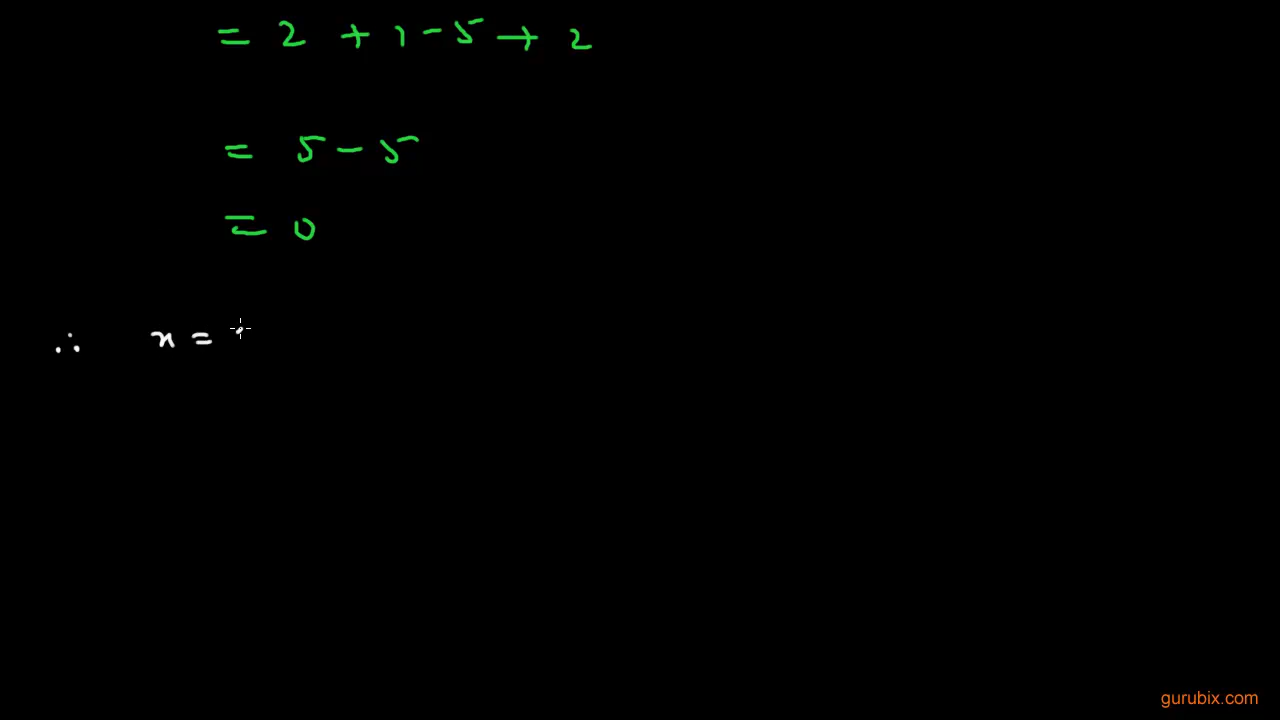 = 2 + 1 - 5 + 2
= 5 - 5
= 0
∴ x =
gurubix.com